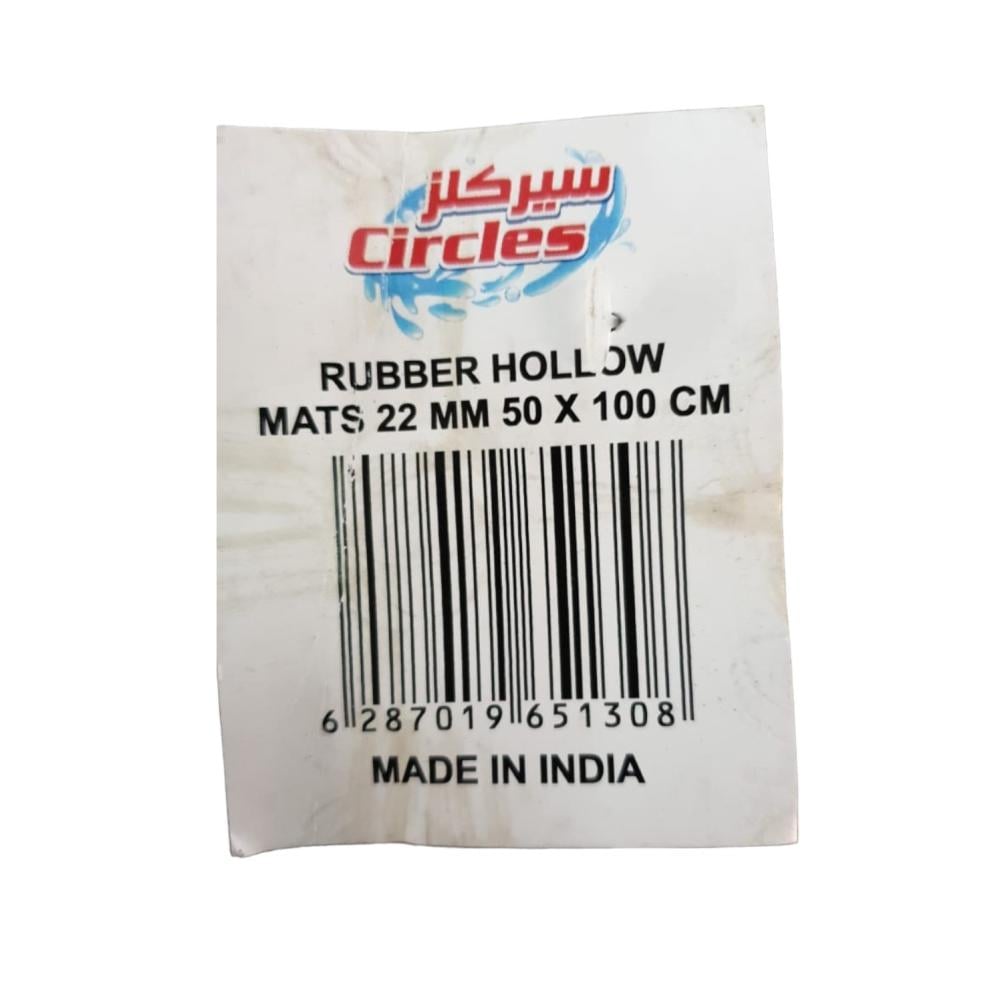 سيركلز
Circles
RUBBER HOLLOW
MATS 22 MM 50 X 100 CM
6 287019 651308
MADE IN INDIA